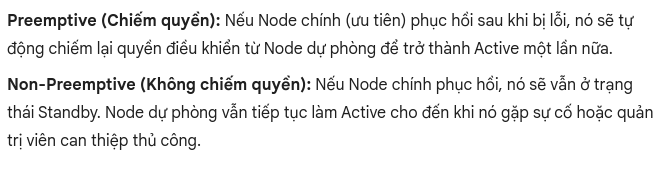 Preemptive (Chiếm quyền): Nếu Node chính (ưu tiên) phục hồi sau khi bị lỗi, nó sẽ tự
động chiếm lại quyền điều khiển từ Node dự phòng để trở thành Active một lần nữa.
Non-Preemptive (Không chiếm quyền): Nếu Node chính phục hồi, nó sẽ vẫn ở trạng
thái Standby. Node dự phòng vẫn tiếp tục làm Active cho đến khi nó gặp sự cố hoặc quản
trị viên can thiệp thủ công.